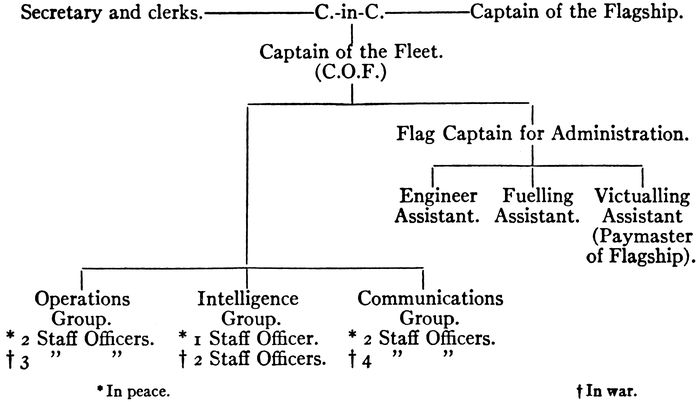 Secretary and clerks.
C.-in-C.
Captain of the Flagship.
Captain of the Fleet.
(C.O.F.)
Flag Captain for Administration.
Engineer
Assistant.
Fuelling
Assistant.
Victualling
Assistant
(Paymaster
of Flagship).
Operations
Group.
* 2 Staff Officers.
† 3 ” ”
Intelligence
Group.
* 1 Staff Officer.
† 2 Staff Officers.
Communications
Group.
* 2 Staff Officers.
† 4 ” ”
* In peace.
† In war.